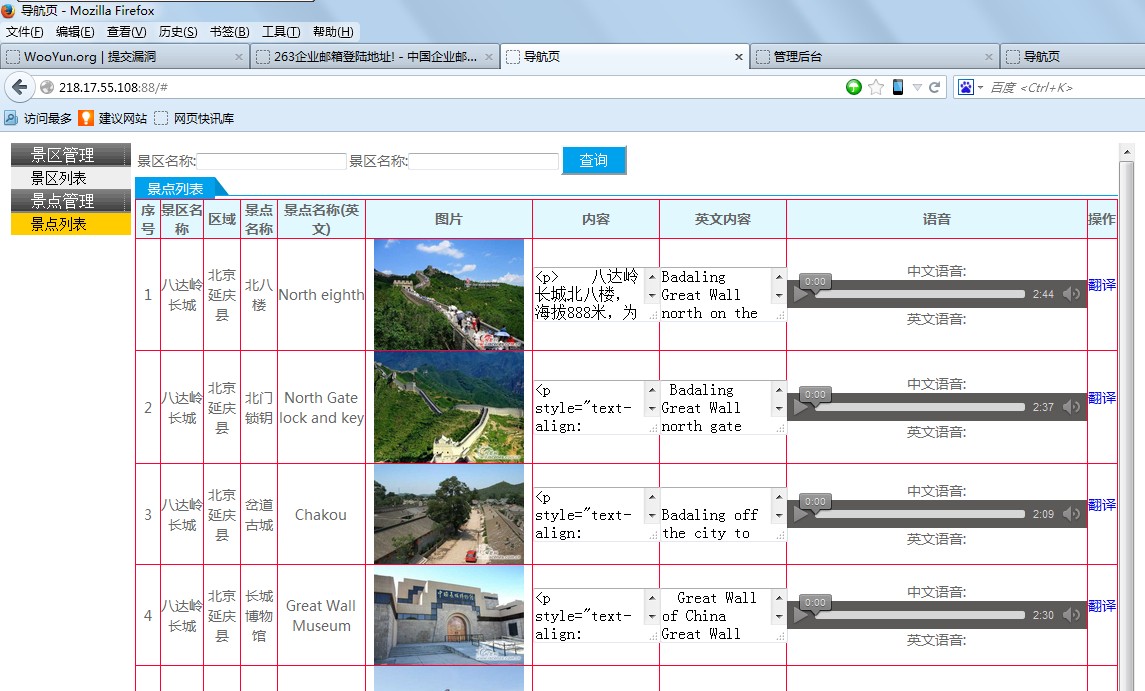 导航页 - Mozilla Firefox
文件(F) 编辑(E) 查看(V) 历史(S) 书签(B) 工具(T) 帮助(H)
WooYun.org | 提交漏洞 263企业邮箱登陆地址! - 中国企业邮... 导航页 管理后台 导航页
218.17.55.108:88/# 百度 <Ctrl+K>
访问最多 建议网站 网页快讯库
景区管理
景区列表
景点管理
景点列表
景区名称: 景区名称: 查询
景点列表
序号 景区名称 区域 景点名称 景点名称(英文) 图片 内容 英文内容 语音 操作
1 八达岭长城 北京延庆县 北八楼 North eighth
<p> 八达岭
长城北八楼,
海拔888米, 为
Badaling
Great Wall
north on the
中文语音:
0:00 2:44
英文语音:
翻译
2 八达岭长城 北京延庆县 北门锁钥 North Gate lock and key
<p
style="text-
align:
Badaling
Great Wall
north gate
中文语音:
0:00 2:37
英文语音:
翻译
3 八达岭长城 北京延庆县 岔道古城 Chakou
<p
style="text-
align:
Badaling off
the city to
中文语音:
0:00 2:09
英文语音:
翻译
4 八达岭长城 北京延庆县 长城博物馆 Great Wall Museum
<p
style="text-
align:
Great Wall
of China
Great Wall
中文语音:
0:00 2:30
英文语音:
翻译